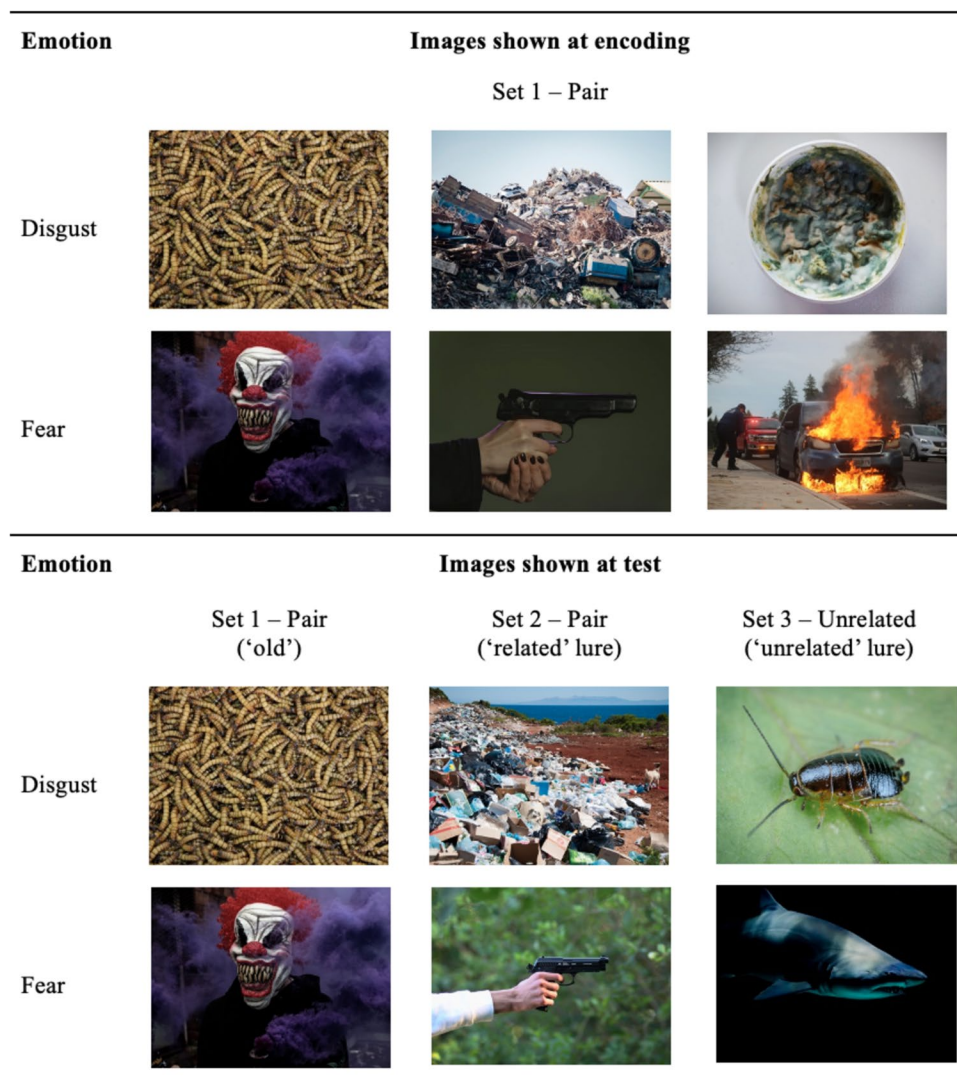 Emotion
Images shown at encoding
Set 1 – Pair
Disgust
Fear
Emotion
Images shown at test
Set 1 – Pair
(‘old’)
Set 2 – Pair
(‘related’ lure)
Set 3 – Unrelated
(‘unrelated’ lure)
Disgust
Fear